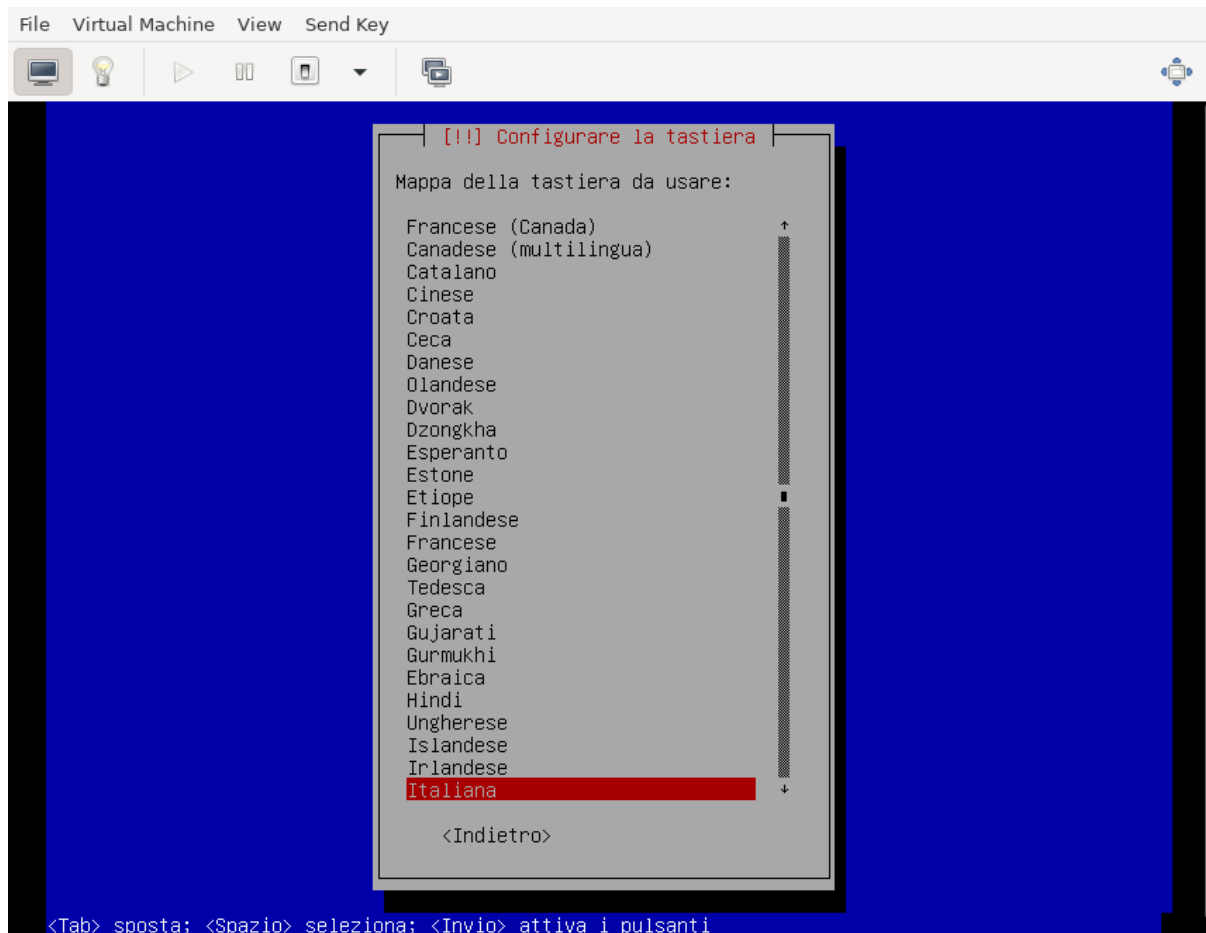 File Virtual Machine View Send Key
[!!] Configurare la tastiera
Mappa della tastiera da usare:
Francese (Canada)
Canadese (multilingua)
Catalano
Cinese
Croata
Ceca
Danese
Olandese
Dvorak
Dzongkha
Esperanto
Estone
Etiope
Finlandese
Francese
Georgiano
Tedesca
Greca
Gujarati
Gurmukhi
Ebraica
Hindi
Ungherese
Islandese
Irlandese
Italiana
<Indietro>
<Tab> sposta; <Spazio> seleziona; <Invio> attiva i pulsanti